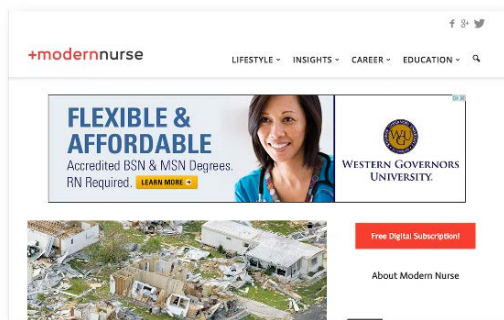 +modernnurse
LIFESTYLE INSIGHTS CAREER EDUCATION
FLEXIBLE &
AFFORDABLE
Accredited BSN & MSN Degrees.
RN Required. LEARN MORE
WGU
WESTERN GOVERNORS
UNIVERSITY.
Free Digital Subscription!
About Modern Nurse